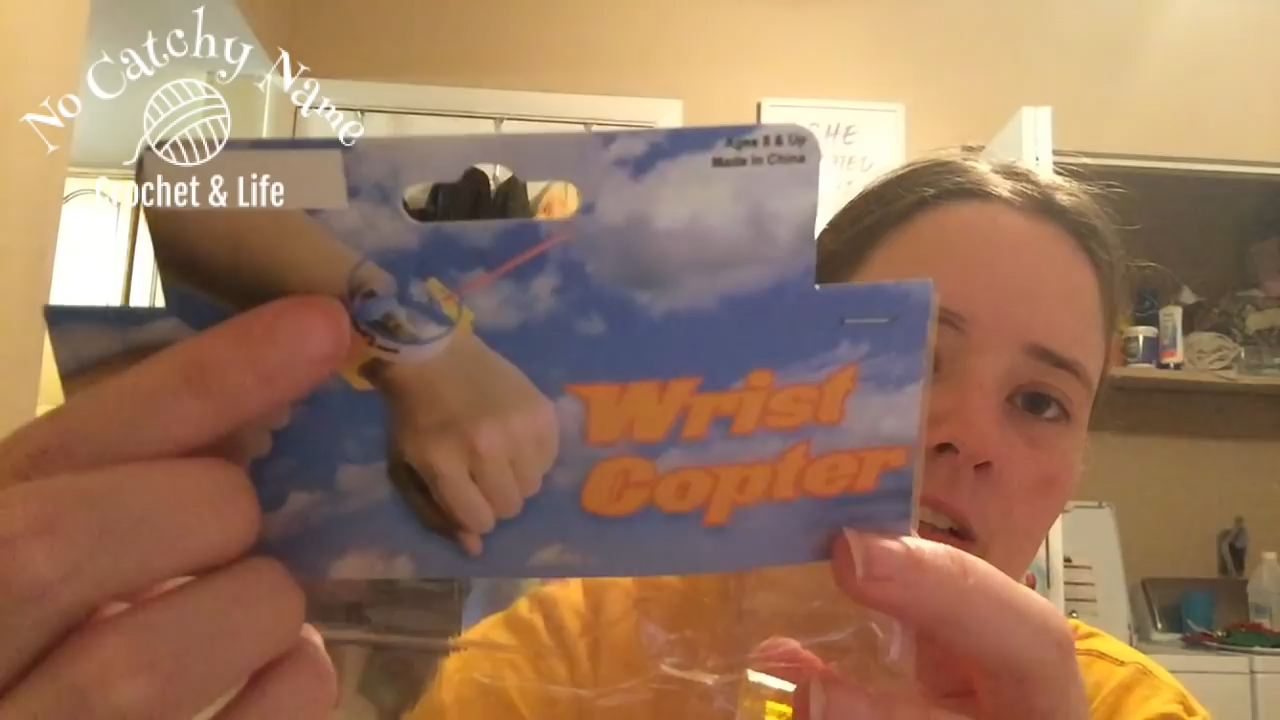 No Catchy Name
Crochet & Life
Ages 8 & Up
Made In China
Wrist
Copter